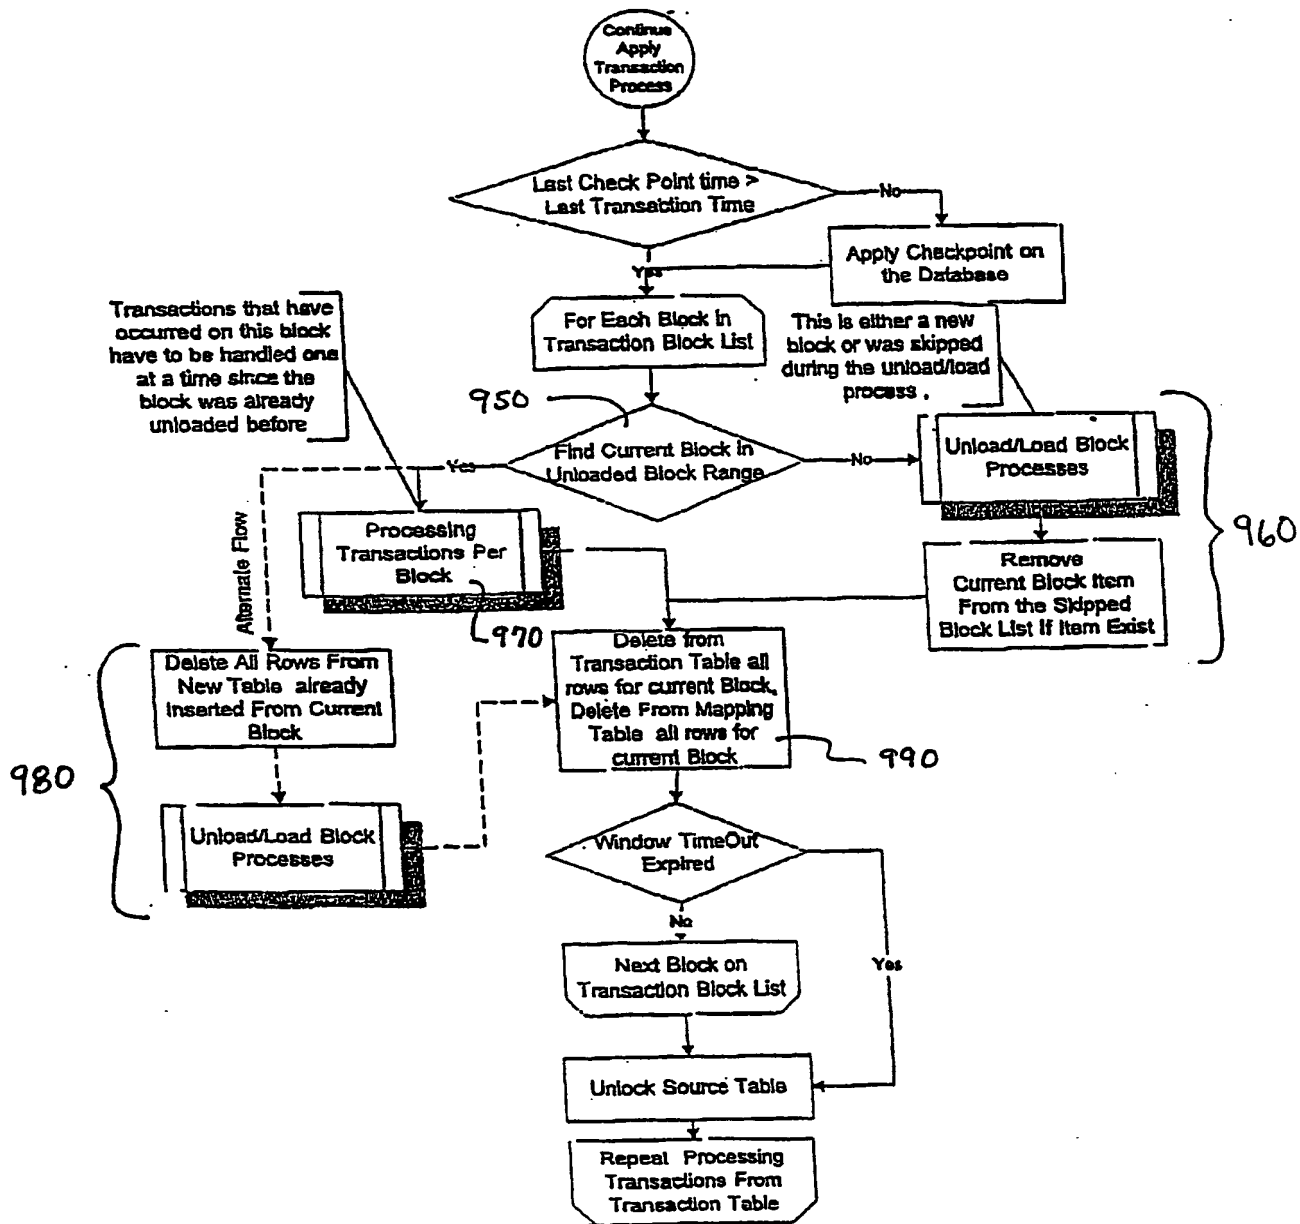 Continue
Apply
Transaction
Process
Last Check Point time >
Last Transaction Time
No
Apply Checkpoint on
the Database
Yes
For Each Block in
Transaction Block List
Transactions that have
occurred on this block
have to be handled one
at a time since the
block was already
unloaded before
This is either a new
block or was skipped
during the unload/load
process .
950
Find Current Block in
Unloaded Block Range
Yes
No
Unload/Load Block
Processes
960
Remove
Current Block Item
From the Skipped
Block List If Item Exist
Alternate Flow
Processing
Transactions Per
Block
970
Delete All Rows From
New Table already
Inserted From Current
Block
980
Unload/Load Block
Processes
Delete from
Transaction Table all
rows for current Block.
Delete From Mapping
Table all rows for
current Block
990
Window TimeOut
Expired
No
Yes
Next Block on
Transaction Block List
Unlock Source Table
Repeat Processing
Transactions From
Transaction Table